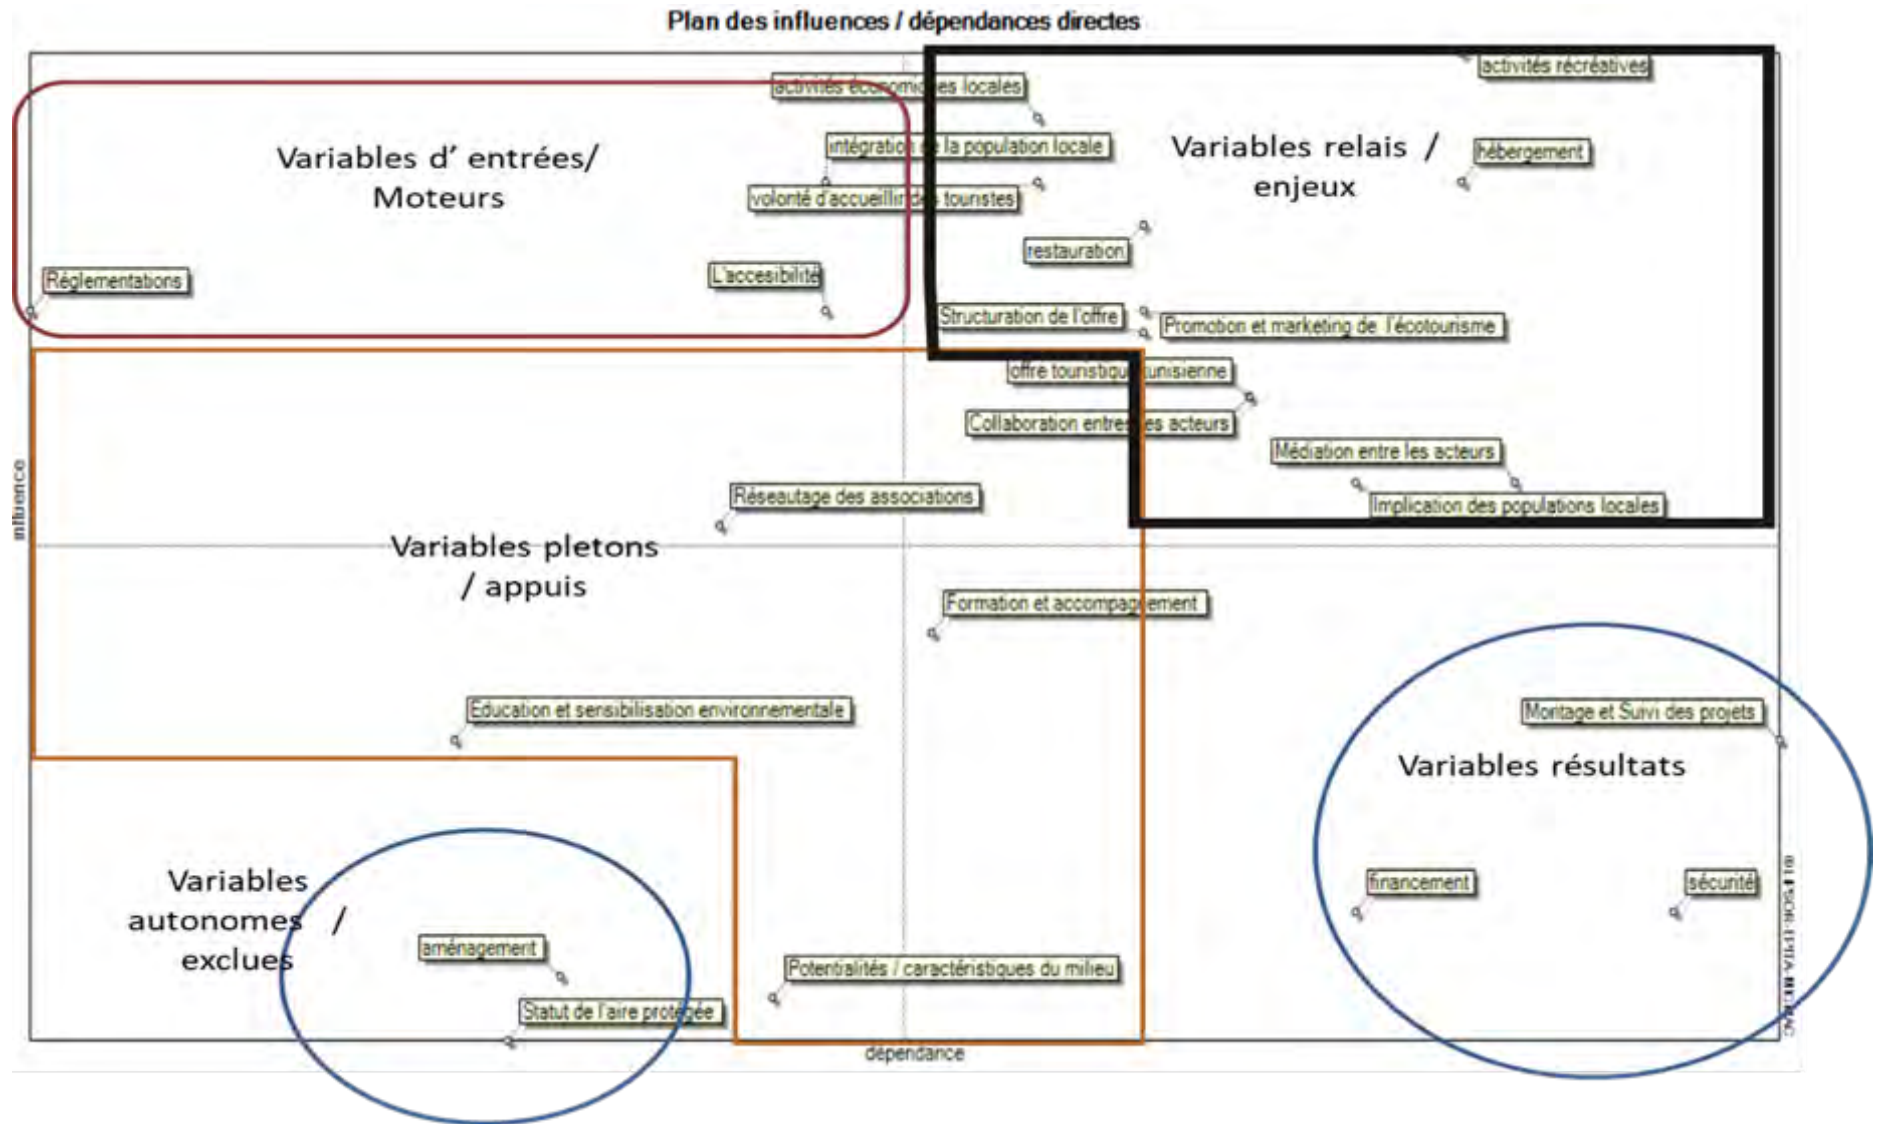 Plan des influences / dépendances directes
activités récréatives
activités économiques locales
Variables d' entrées/
Moteurs
intégration de la population locale
Variables relais /
enjeux
hébergement
volonté d'accueillir des touristes
restauration
Réglementations
L'accesibilité
Structuration de l'offre
Promotion et marketing de l'écotourisme
offre touristique tunisienne
Collaboration entres les acteurs
Médiation entre les acteurs
Réseautage des associations
Implication des populations locales
influence
Variables pletons
/ appuis
Formation et accompagnement
Education et sensibilisation environnementale
Montage et Suivi des projets
Variables résultats
Variables
autonomes /
exclues
financement
sécurité
aménagement
Potentialités / caractéristiques du milieu
Statut de l'aire protégée
dépendance